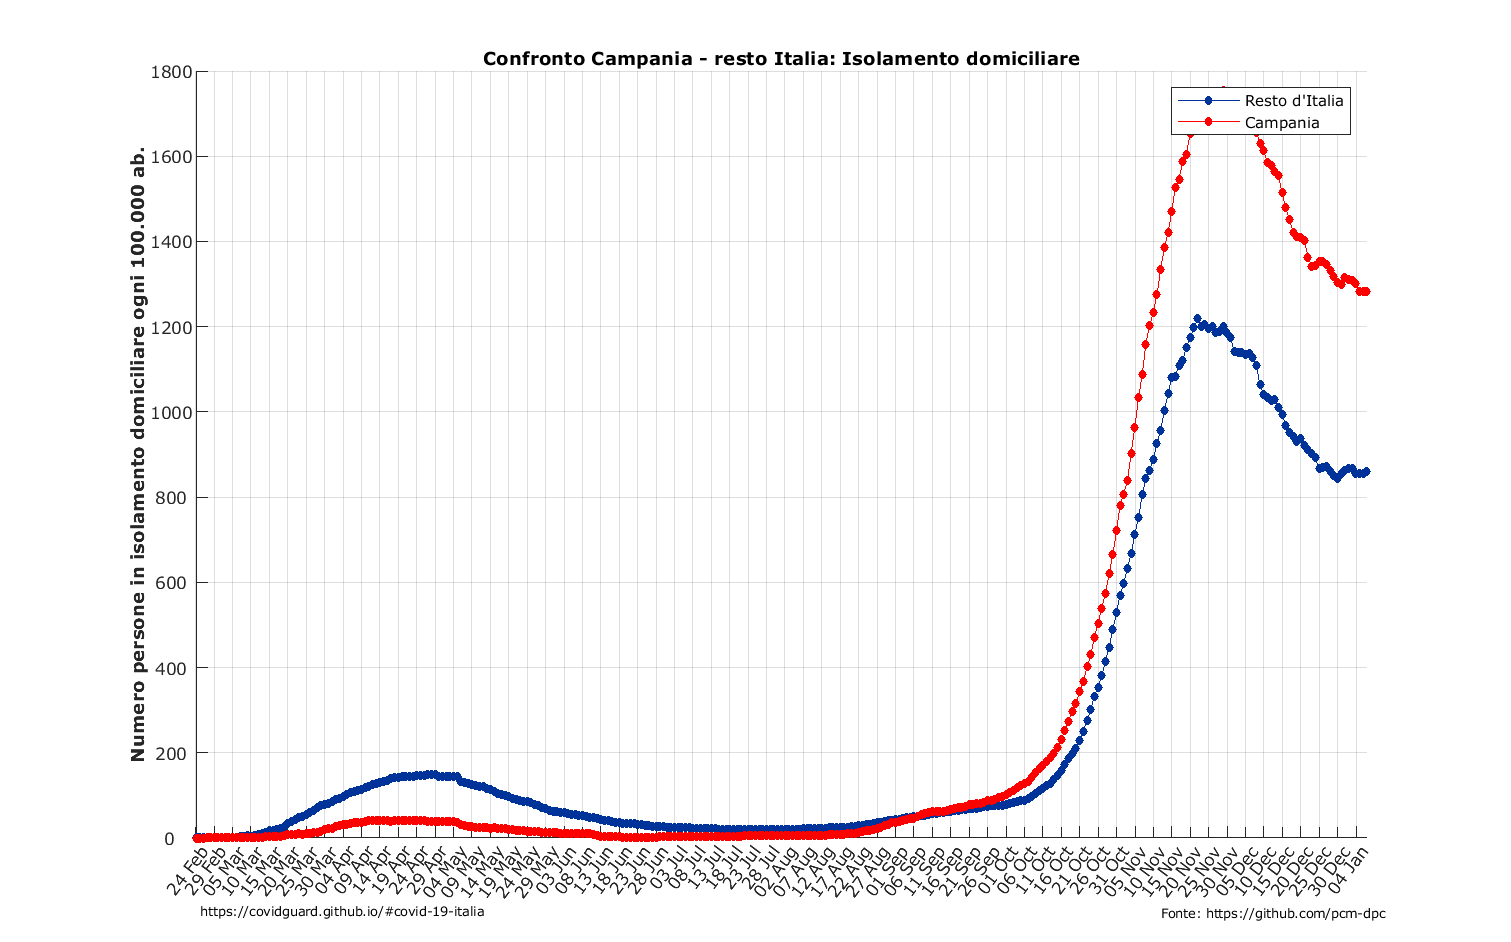 Confronto Campania - resto Italia: Isolamento domiciliare
Numero persone in isolamento domiciliare ogni 100.000 ab.
1800
1600
1400
1200
1000
800
600
400
200
0
Resto d'Italia
Campania
24 Feb
29 Feb
05 Mar
10 Mar
15 Mar
20 Mar
25 Mar
30 Mar
04 Apr
09 Apr
14 Apr
19 Apr
24 Apr
29 Apr
04 May
09 May
14 May
19 May
24 May
29 May
03 Jun
08 Jun
13 Jun
18 Jun
23 Jun
28 Jun
03 Jul
08 Jul
13 Jul
18 Jul
23 Jul
28 Jul
02 Aug
07 Aug
12 Aug
17 Aug
22 Aug
27 Aug
01 Sep
06 Sep
11 Sep
16 Sep
21 Sep
26 Sep
01 Oct
06 Oct
11 Oct
16 Oct
21 Oct
26 Oct
31 Oct
05 Nov
10 Nov
15 Nov
20 Nov
25 Nov
30 Nov
05 Dec
10 Dec
15 Dec
20 Dec
25 Dec
30 Dec
04 Jan
https://covidguard.github.io/#covid-19-italia
Fonte: https://github.com/pcm-dpc